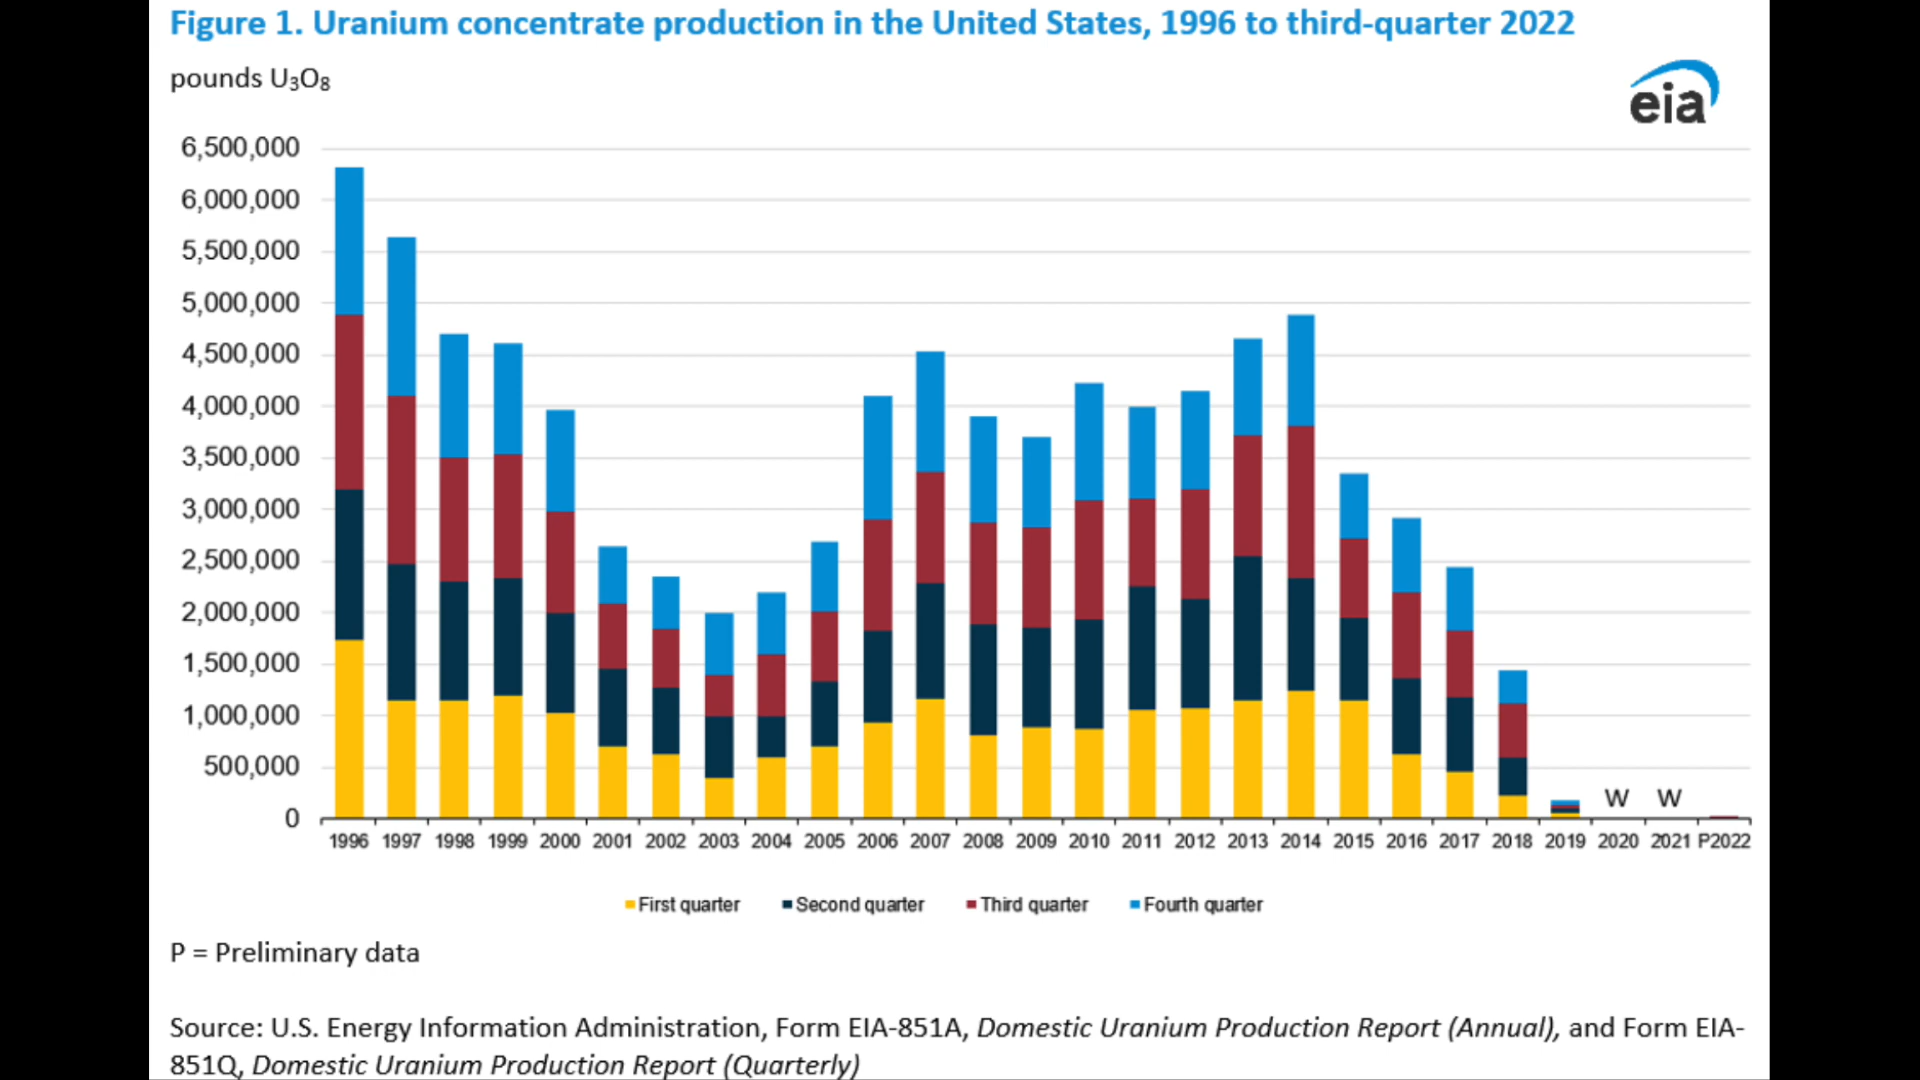 Figure 1. Uranium concentrate production in the United States, 1996 to third-quarter 2022
pounds U₃O₈
eia
6,500,000
6,000,000
5,500,000
5,000,000
4,500,000
4,000,000
3,500,000
3,000,000
2,500,000
2,000,000
1,500,000
1,000,000
500,000
0
W W
1996 1997 1998 1999 2000 2001 2002 2003 2004 2005 2006 2007 2008 2009 2010 2011 2012 2013 2014 2015 2016 2017 2018 2019 2020 2021 P2022
First quarter Second quarter Third quarter Fourth quarter
P = Preliminary data
Source: U.S. Energy Information Administration, Form EIA-851A, Domestic Uranium Production Report (Annual), and Form EIA-
851Q, Domestic Uranium Production Report (Quarterly)